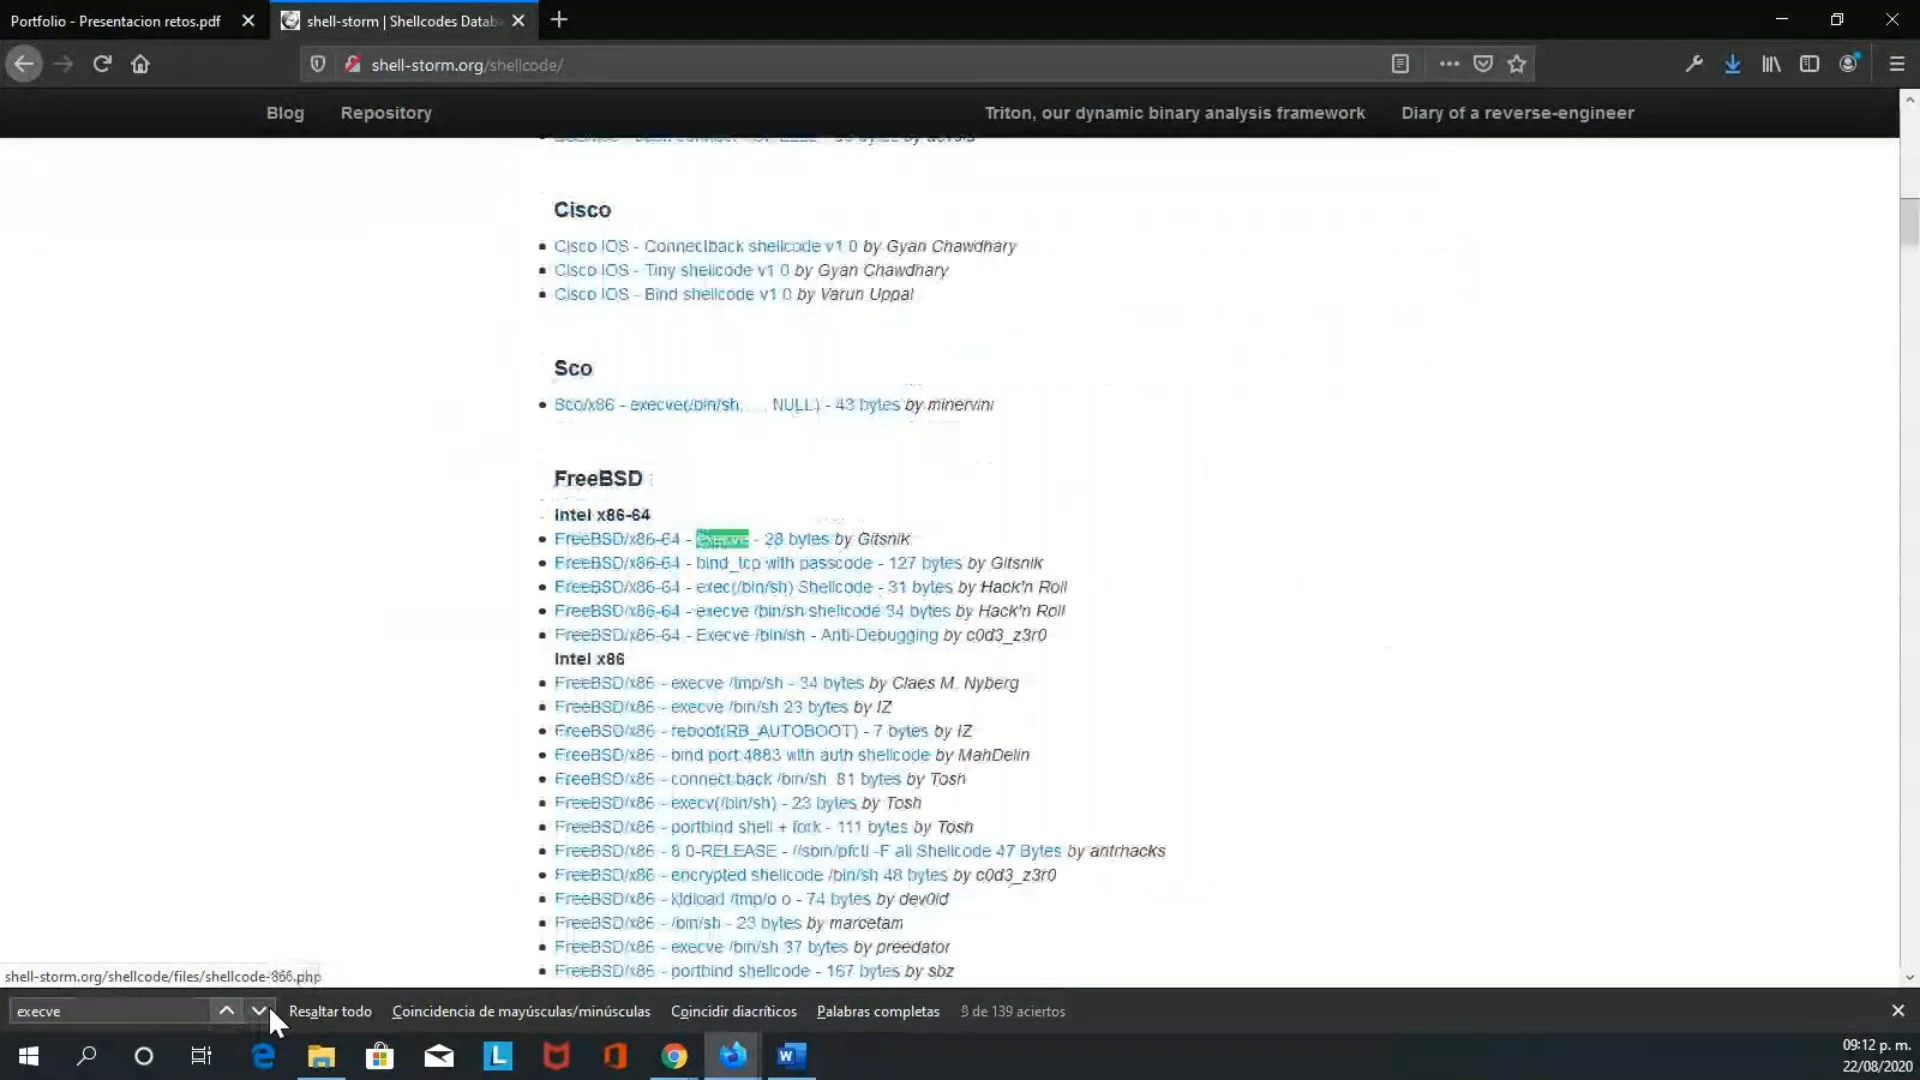 Portfolio - Presentacion retos.pdf
shell-storm | Shellcodes Datab
shell-storm.org/shellcode/
Blog
Repository
Triton, our dynamic binary analysis framework
Diary of a reverse-engineer
Cisco
Cisco IOS - Connectback shellcode v1.0 by Gyan Chawdhary
Cisco IOS - Tiny shellcode v1.0 by Gyan Chawdhary
Cisco IOS - Bind shellcode v1.0 by Varun Uppal
Sco
Sco/x86 - execve(/bin/sh, ..., NULL) - 43 bytes by minervini
FreeBSD
Intel x86-64
FreeBSD/x86-64 - execve - 28 bytes by Gitsnik
FreeBSD/x86-64 - bind_tcp with passcode - 127 bytes by Gitsnik
FreeBSD/x86-64 - exec(/bin/sh) Shellcode - 31 bytes by Hack'n Roll
FreeBSD/x86-64 - execve /bin/sh shellcode 34 bytes by Hack'n Roll
FreeBSD/x86-64 - Execve /bin/sh - Anti-Debugging by c0d3_z3r0
Intel x86
FreeBSD/x86 - execve /tmp/sh - 34 bytes by Claes M. Nyberg
FreeBSD/x86 - execve /bin/sh 23 bytes by IZ
FreeBSD/x86 - reboot(RB_AUTOBOOT) - 7 bytes by IZ
FreeBSD/x86 - bind port:4883 with auth shellcode by MahDelin
FreeBSD/x86 - connect back /bin/sh. 81 bytes by Tosh
FreeBSD/x86 - execv(/bin/sh) - 23 bytes by Tosh
FreeBSD/x86 - portbind shell + fork - 111 bytes by Tosh
FreeBSD/x86 - 8.0-RELEASE - //sbin/pfctl -F all Shellcode 47 Bytes by antrhacks
FreeBSD/x86 - encrypted shellcode /bin/sh 48 bytes by c0d3_z3r0
FreeBSD/x86 - kldload /tmp/o.o - 74 bytes by dev0id
FreeBSD/x86 - /bin/sh - 23 bytes by marcetam
FreeBSD/x86 - execve /bin/sh 37 bytes by preedator
FreeBSD/x86 - portbind shellcode - 167 bytes by sbz
shell-storm.org/shellcode/files/shellcode-866.php
execve
Resaltar todo
Coincidencia de mayúsculas/minúsculas
Coincidir diacríticos
Palabras completas
9 de 139 aciertos
09:12 p. m.
22/08/2020